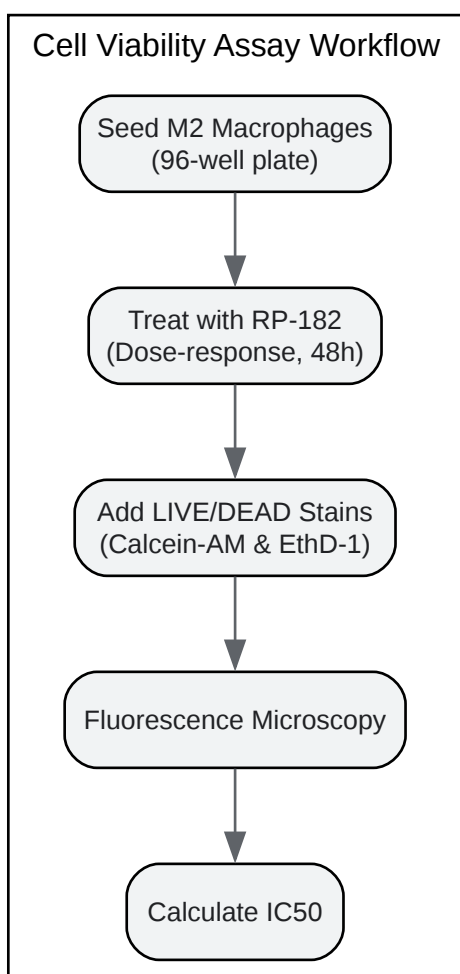 Cell Viability Assay Workflow
Seed M2 Macrophages
(96-well plate)
Treat with RP-182
(Dose-response, 48h)
Add LIVE/DEAD Stains
(Calcein-AM & EthD-1)
Fluorescence Microscopy
Calculate IC50